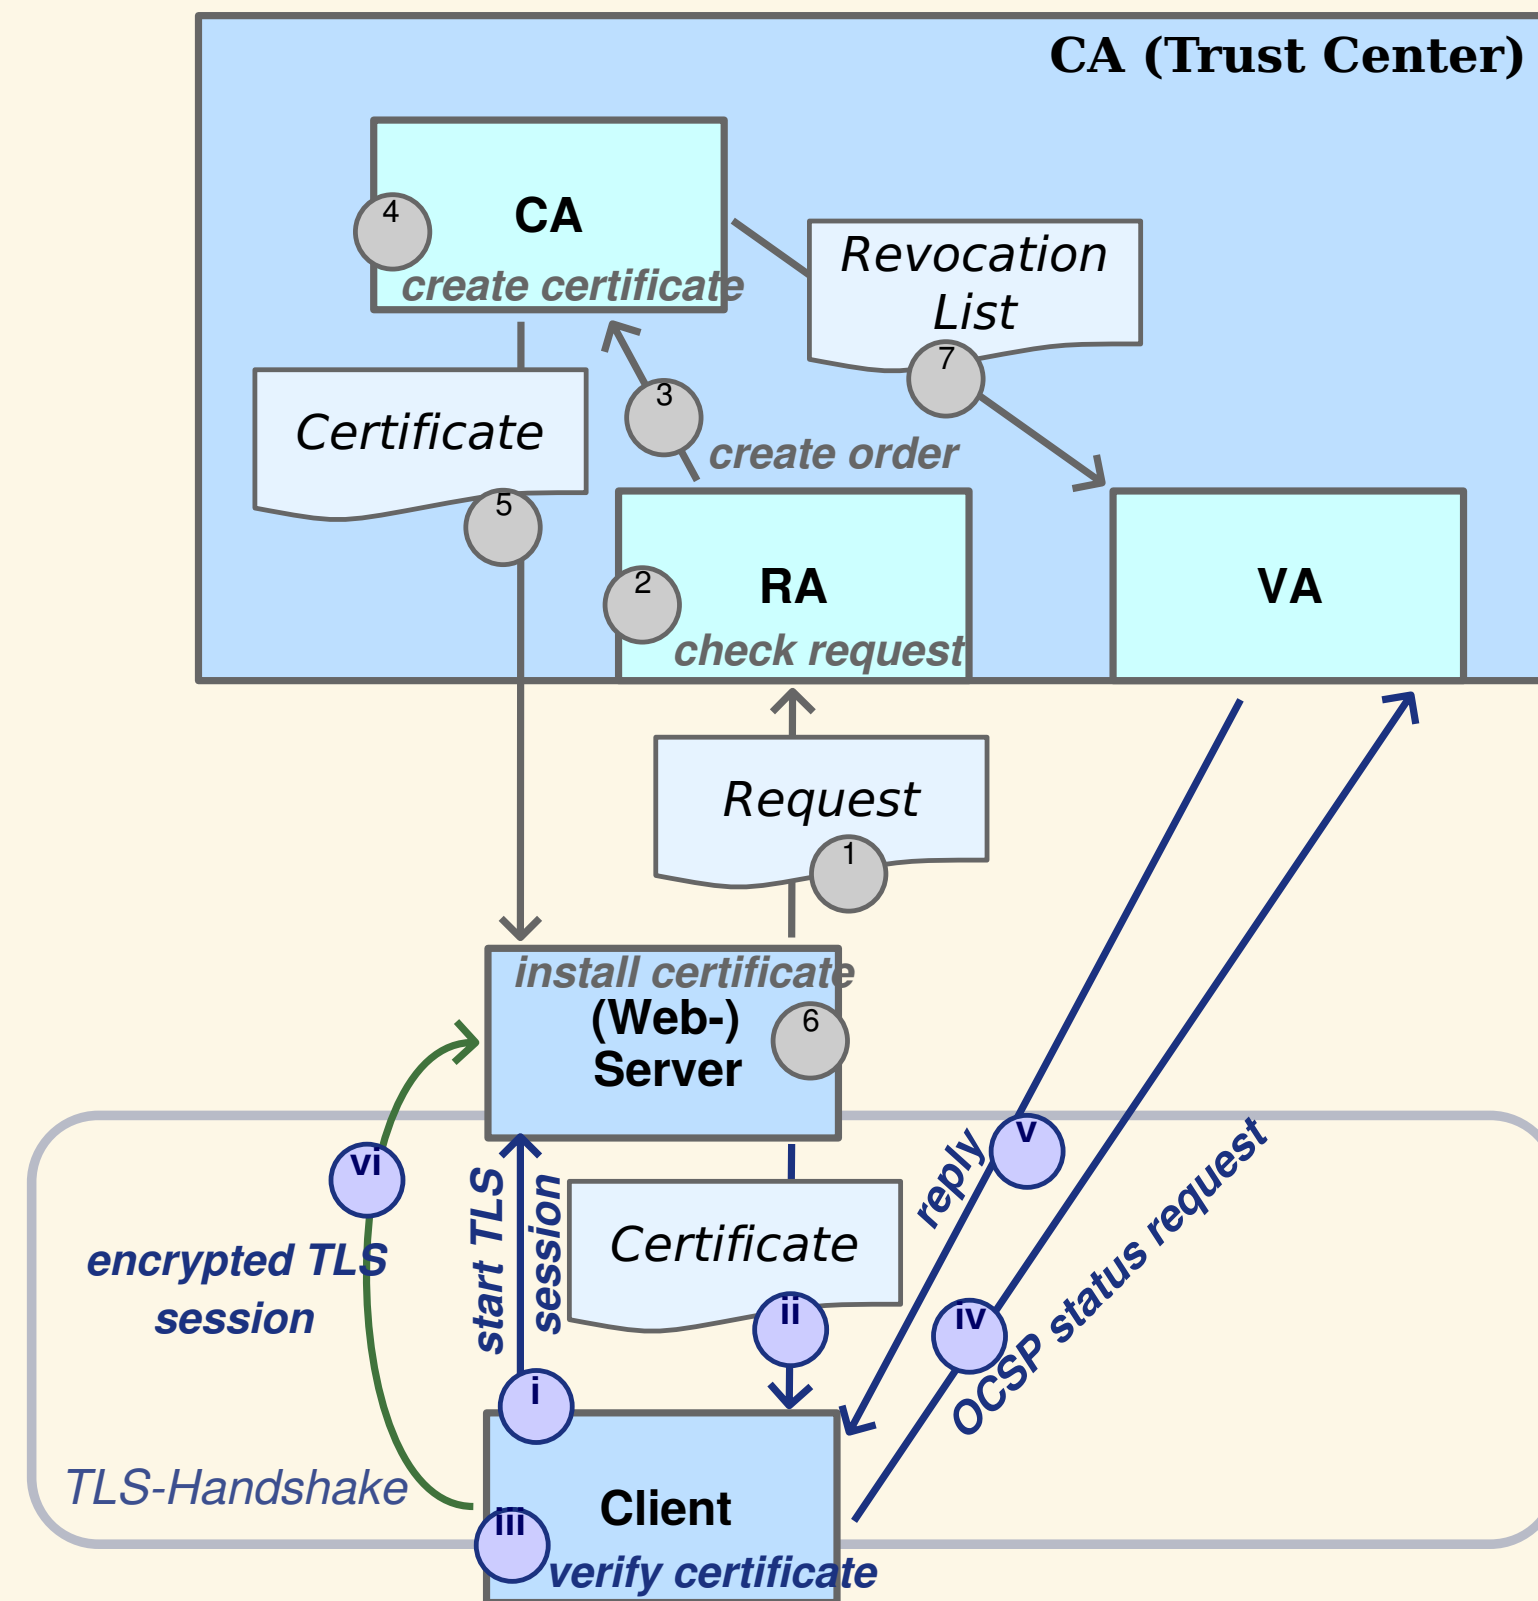 CA (Trust Center)
4
CA
create certificate
Revocation
List
7
Certificate
5
3
create order
2
RA
check request
VA
Request
1
install certificate
(Web-)
Server
6
vi
encrypted TLS
session
start TLS
session
Certificate
ii
reply
v
iv
OCSP status request
i
TLS-Handshake
Client
iii
verify certificate